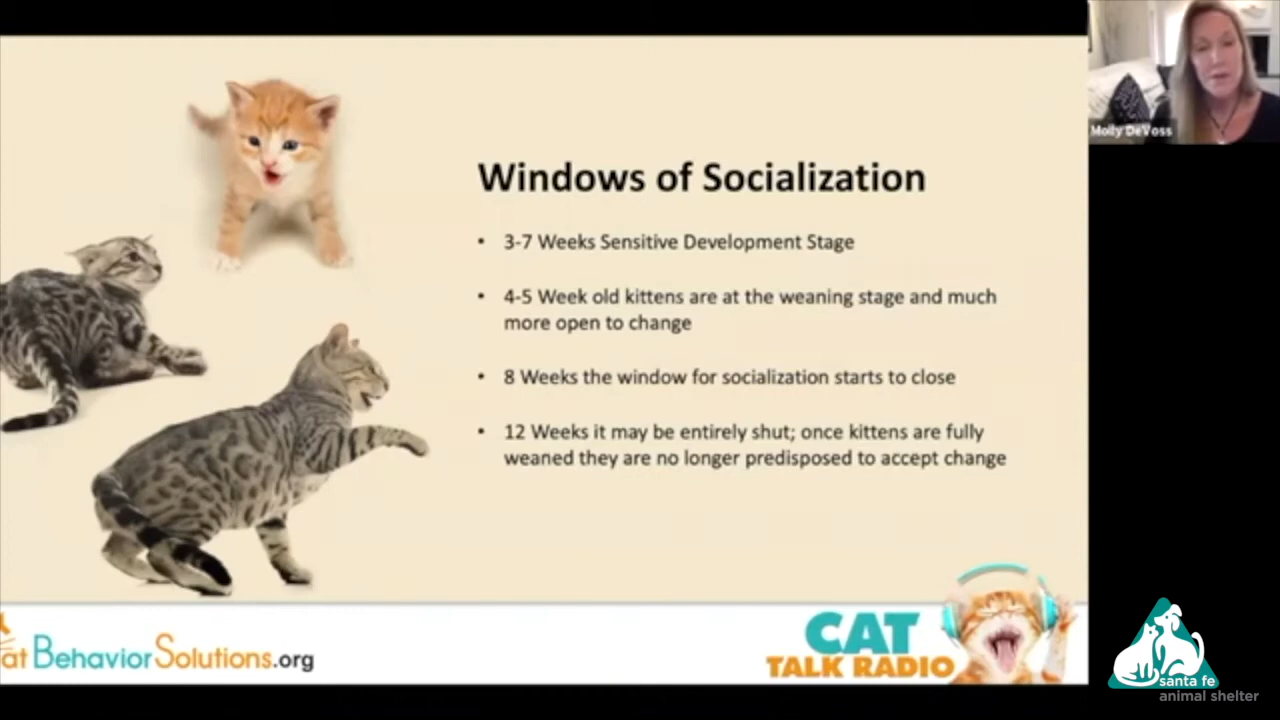 Molly DeVoss
Windows of Socialization
• 3-7 Weeks Sensitive Development Stage
• 4-5 Week old kittens are at the weaning stage and much
more open to change
• 8 Weeks the window for socialization starts to close
• 12 Weeks it may be entirely shut; once kittens are fully
weaned they are no longer predisposed to accept change
at BehaviorSolutions.org
CAT
TALK RADIO
santa fe
animal shelter